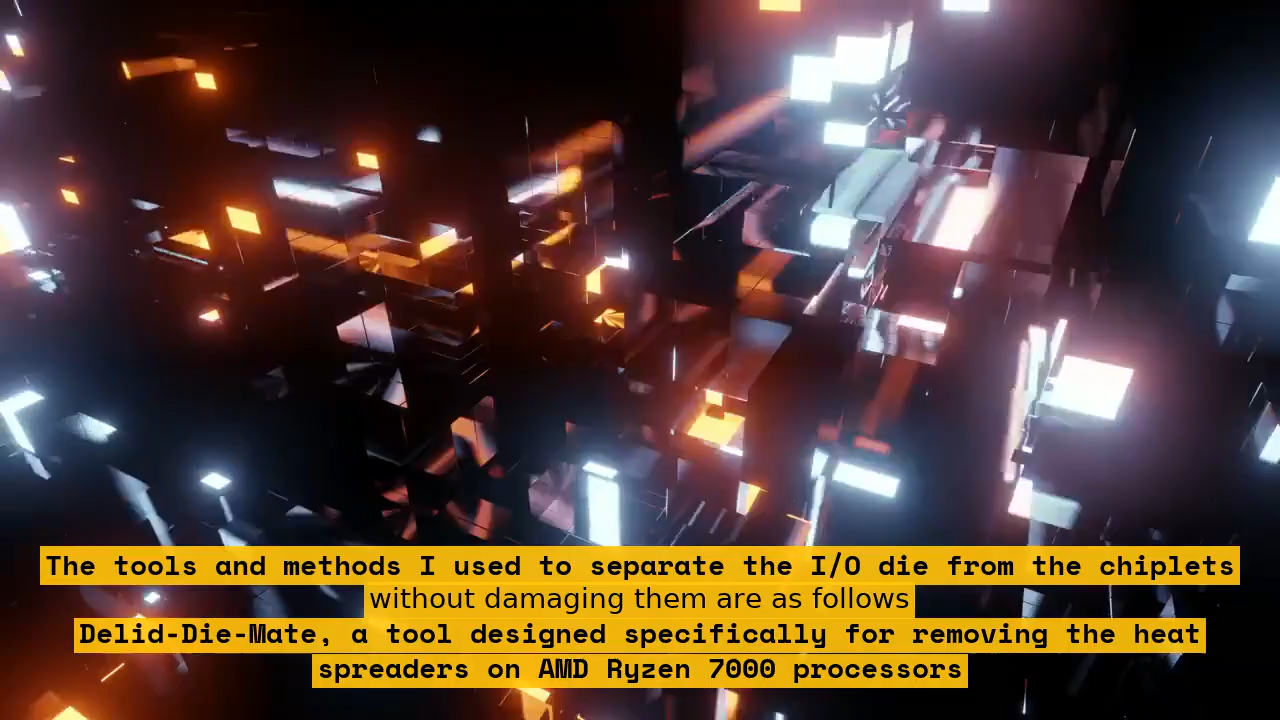 The tools and methods I used to separate the I/O die from the chiplets
without damaging them are as follows
Delid-Die-Mate, a tool designed specifically for removing the heat
spreaders on AMD Ryzen 7000 processors